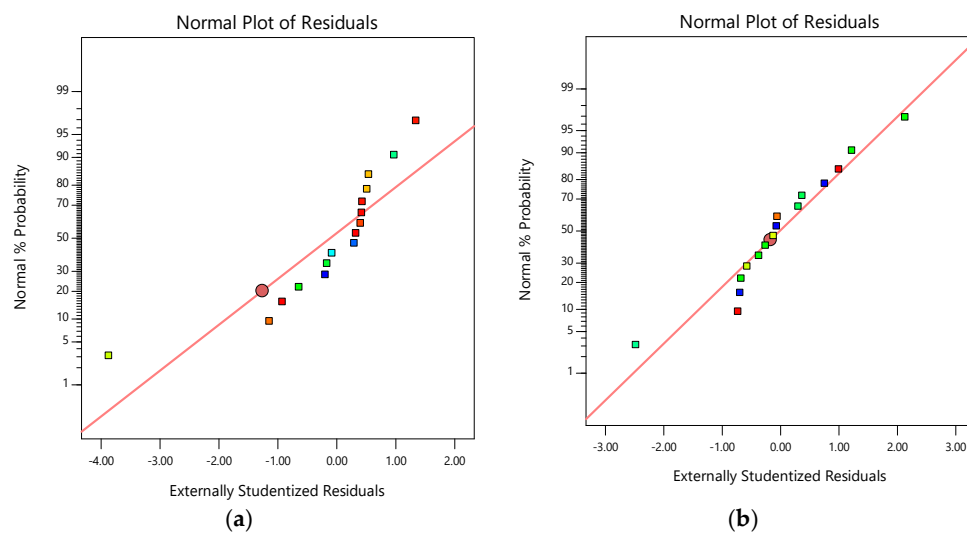 Normal Plot of Residuals
Normal % Probability
99
95
90
80
70
50
30
20
10
5
1
-4.00 -3.00 -2.00 -1.00 0.00 1.00 2.00
Externally Studentized Residuals
(a)
Normal Plot of Residuals
Normal % Probability
99
95
90
80
70
50
30
20
10
5
1
-3.00 -2.00 -1.00 0.00 1.00 2.00 3.00
Externally Studentized Residuals
(b)